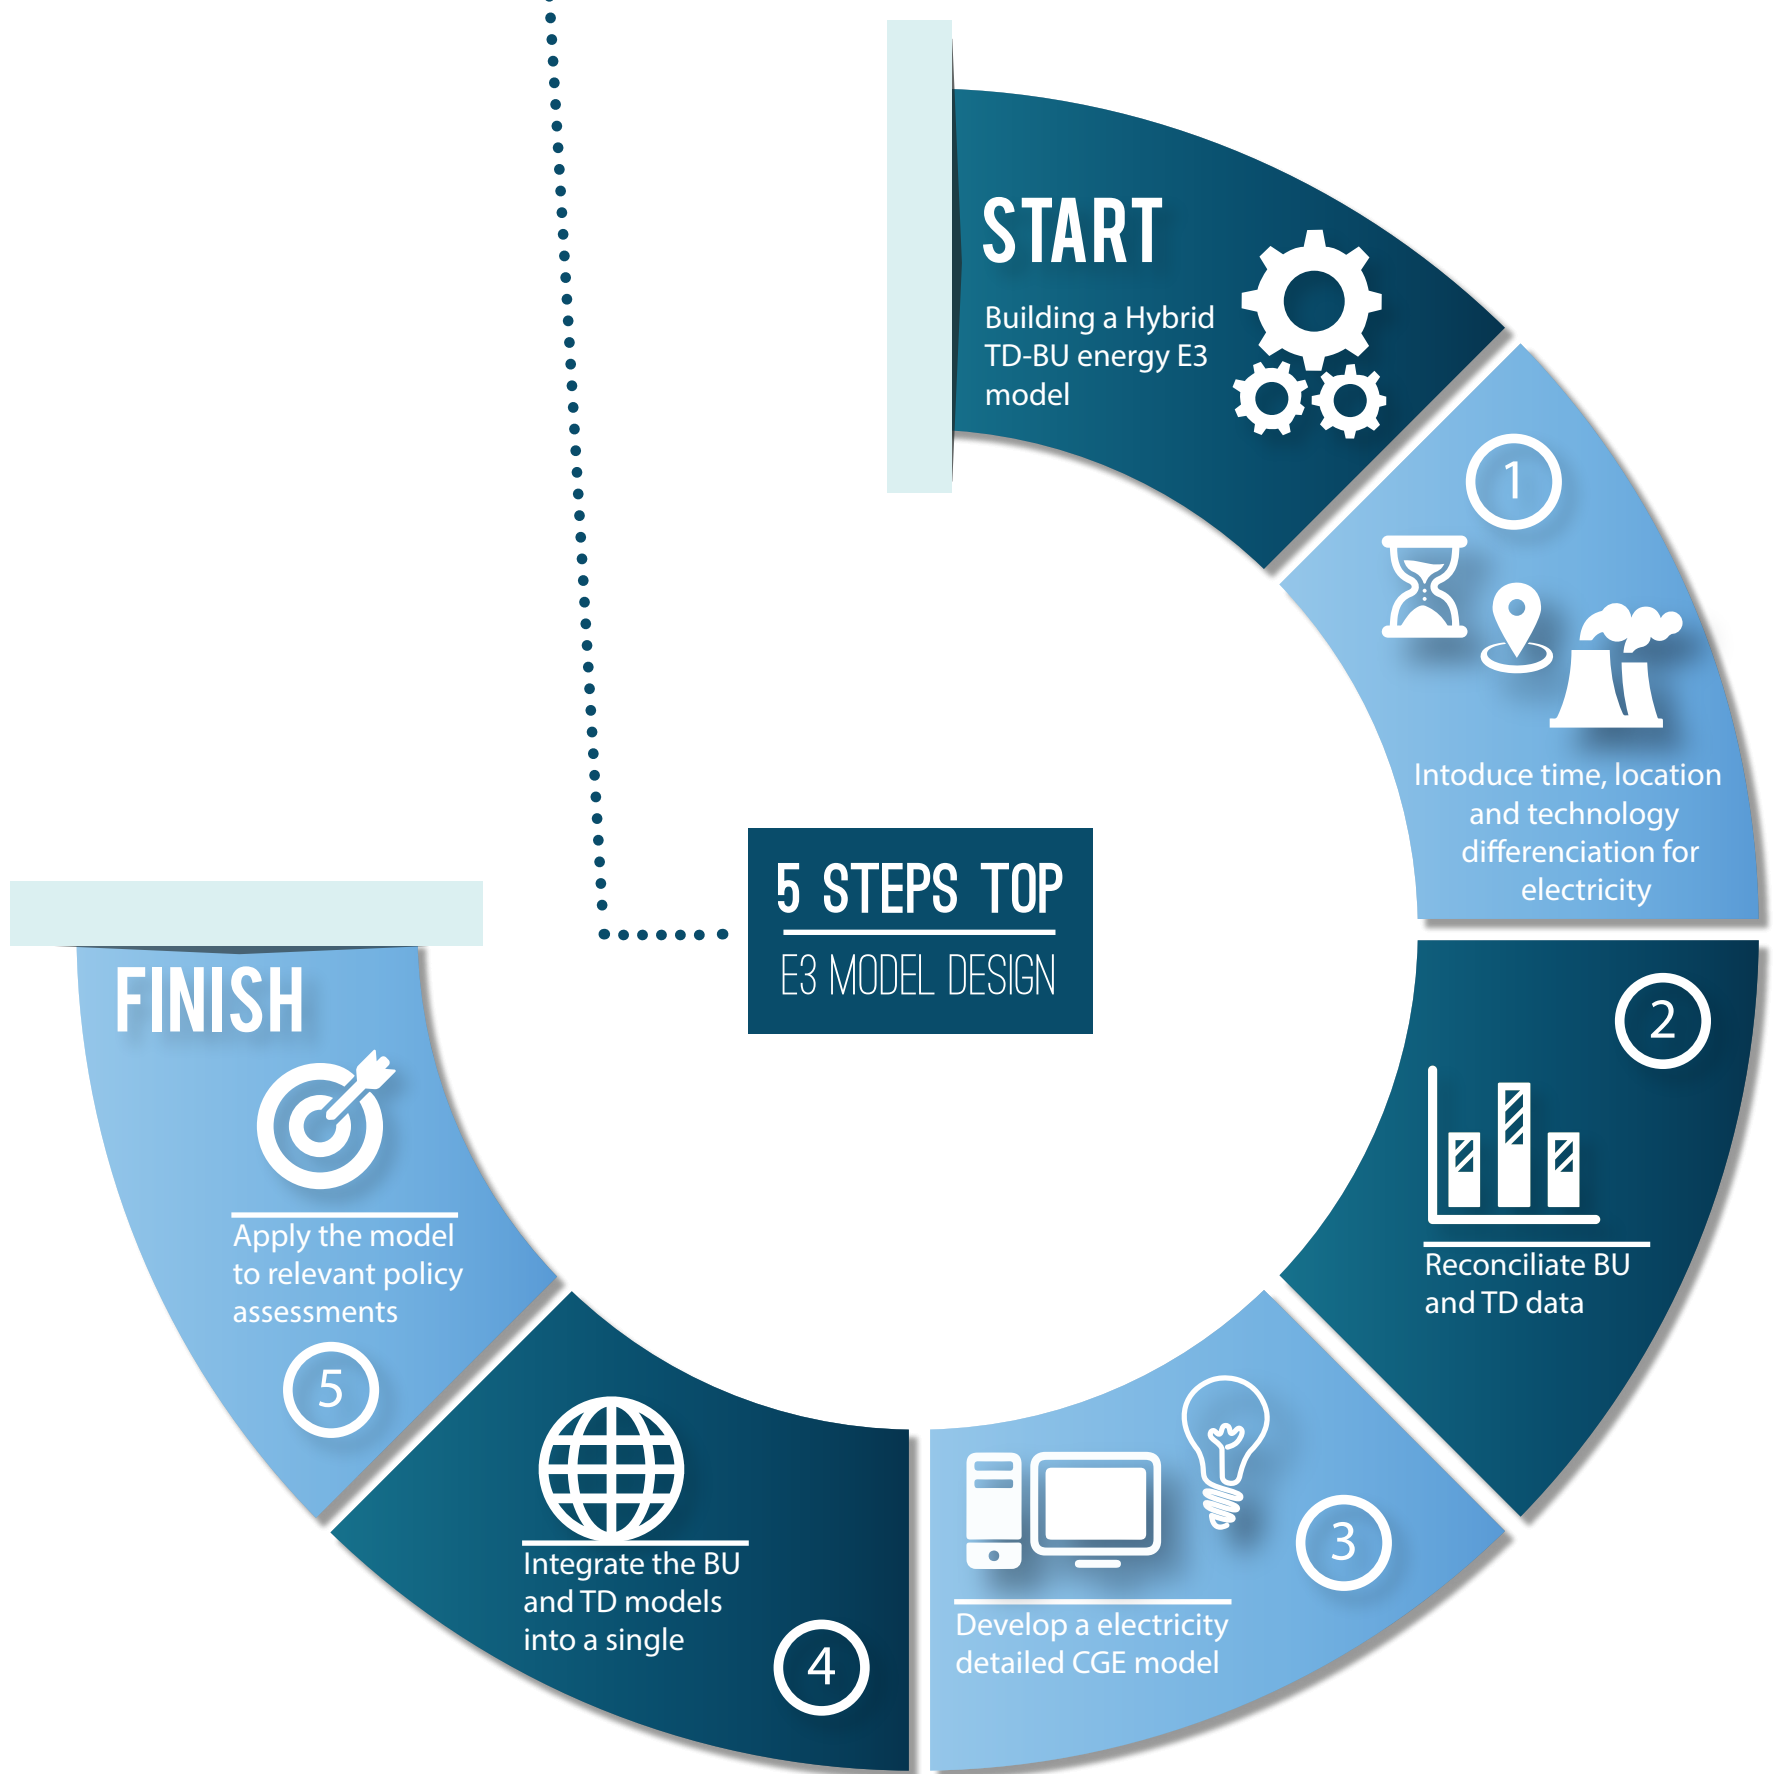 START
Building a Hybrid
TD-BU energy E3
model
1
Intoduce time, location
and technology
differenciation for
electricity
2
Reconciliate BU
and TD data
3
Develop a electricity
detailed CGE model
4
Integrate the BU
and TD models
into a single
FINISH
Apply the model
to relevant policy
assessments
5
5 STEPS TOP
E3 MODEL DESIGN